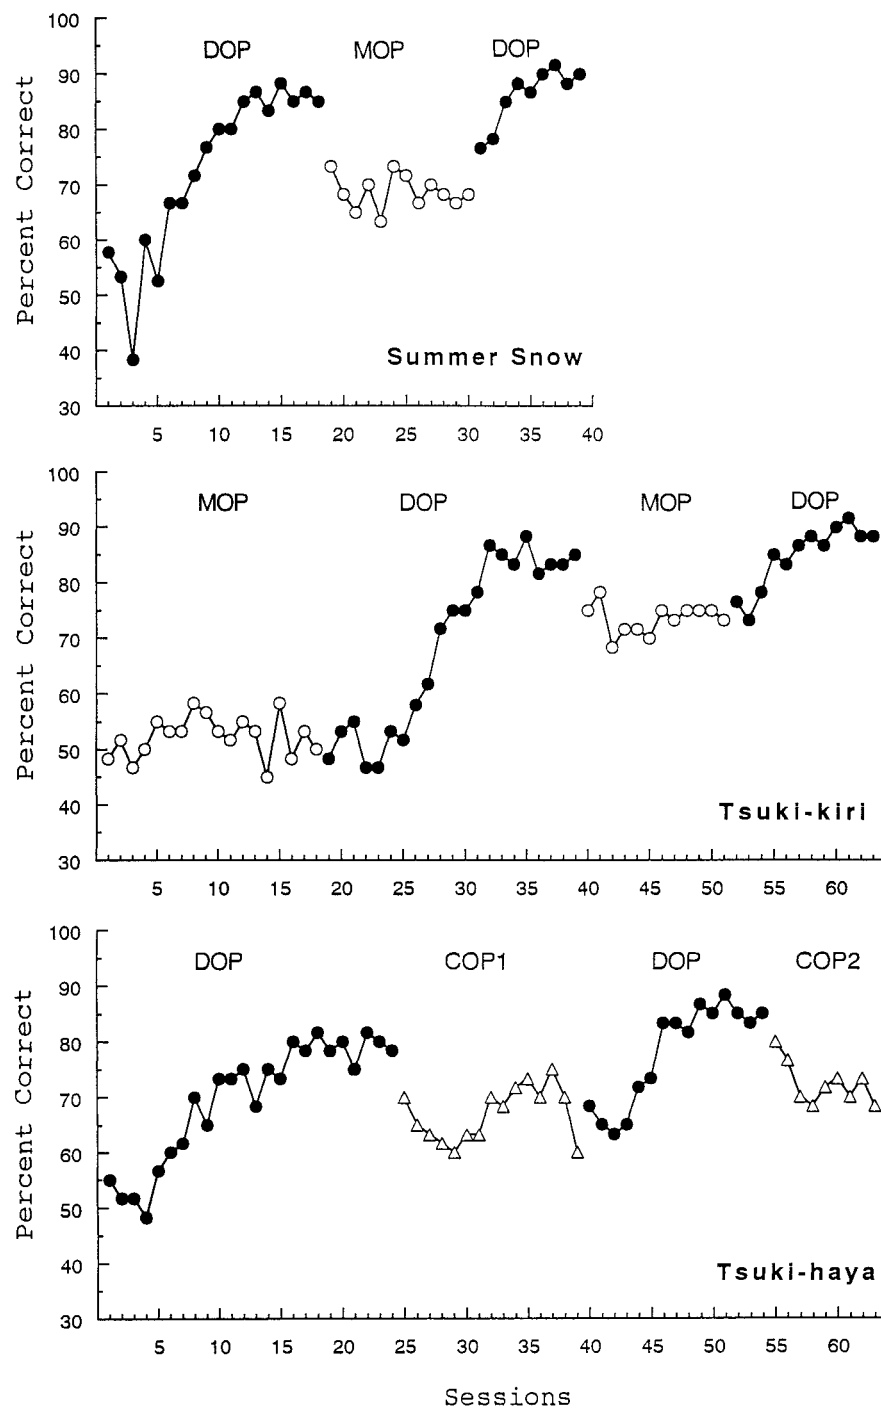 100
90
80
70
60
50
40
30
Percent Correct
DOP MOP DOP
Summer Snow
5 10 15 20 25 30 35 40
100
90
80
70
60
50
40
30
Percent Correct
MOP DOP MOP DOP
Tsuki-kiri
5 10 15 20 25 30 35 40 45 50 55 60
100
90
80
70
60
50
40
30
Percent Correct
DOP COP1 DOP COP2
Tsuki-haya
5 10 15 20 25 30 35 40 45 50 53 60
Sessions